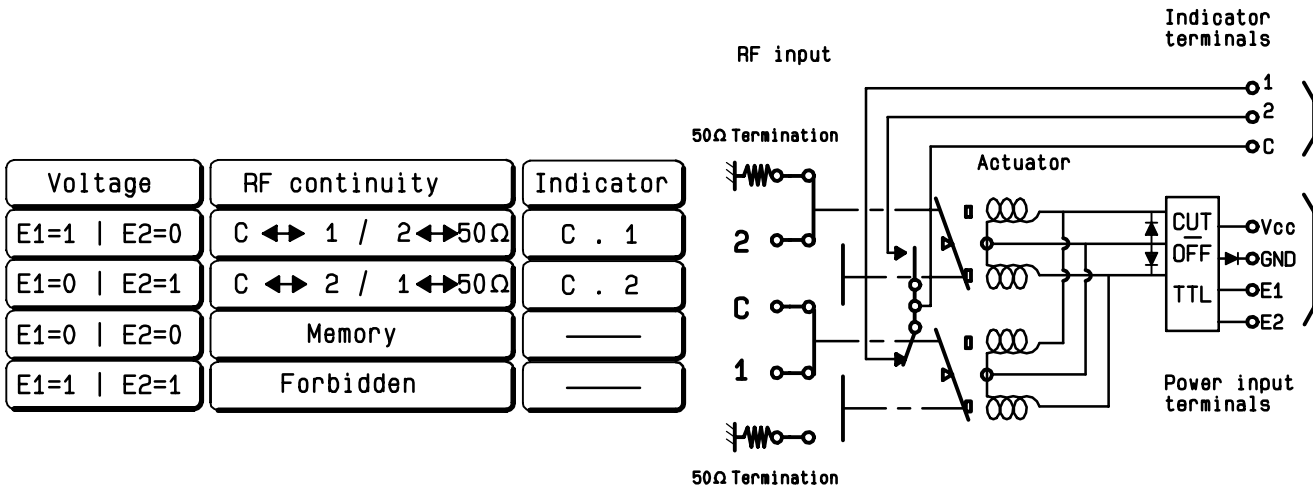 Voltage | RF continuity | Indicator
E1=1 | E2=0 | C ↔ 1 / 2↔50Ω | C . 1
E1=0 | E2=1 | C ↔ 2 / 1↔50Ω | C . 2
E1=0 | E2=0 | Memory | ———
E1=1 | E2=1 | Forbidden | ———
RF input
Indicator
terminals
1
2
C
50Ω Termination
Actuator
2
C
1
50Ω Termination
CUT
OFF
TTL
Vcc
GND
E1
E2
Power input
terminals